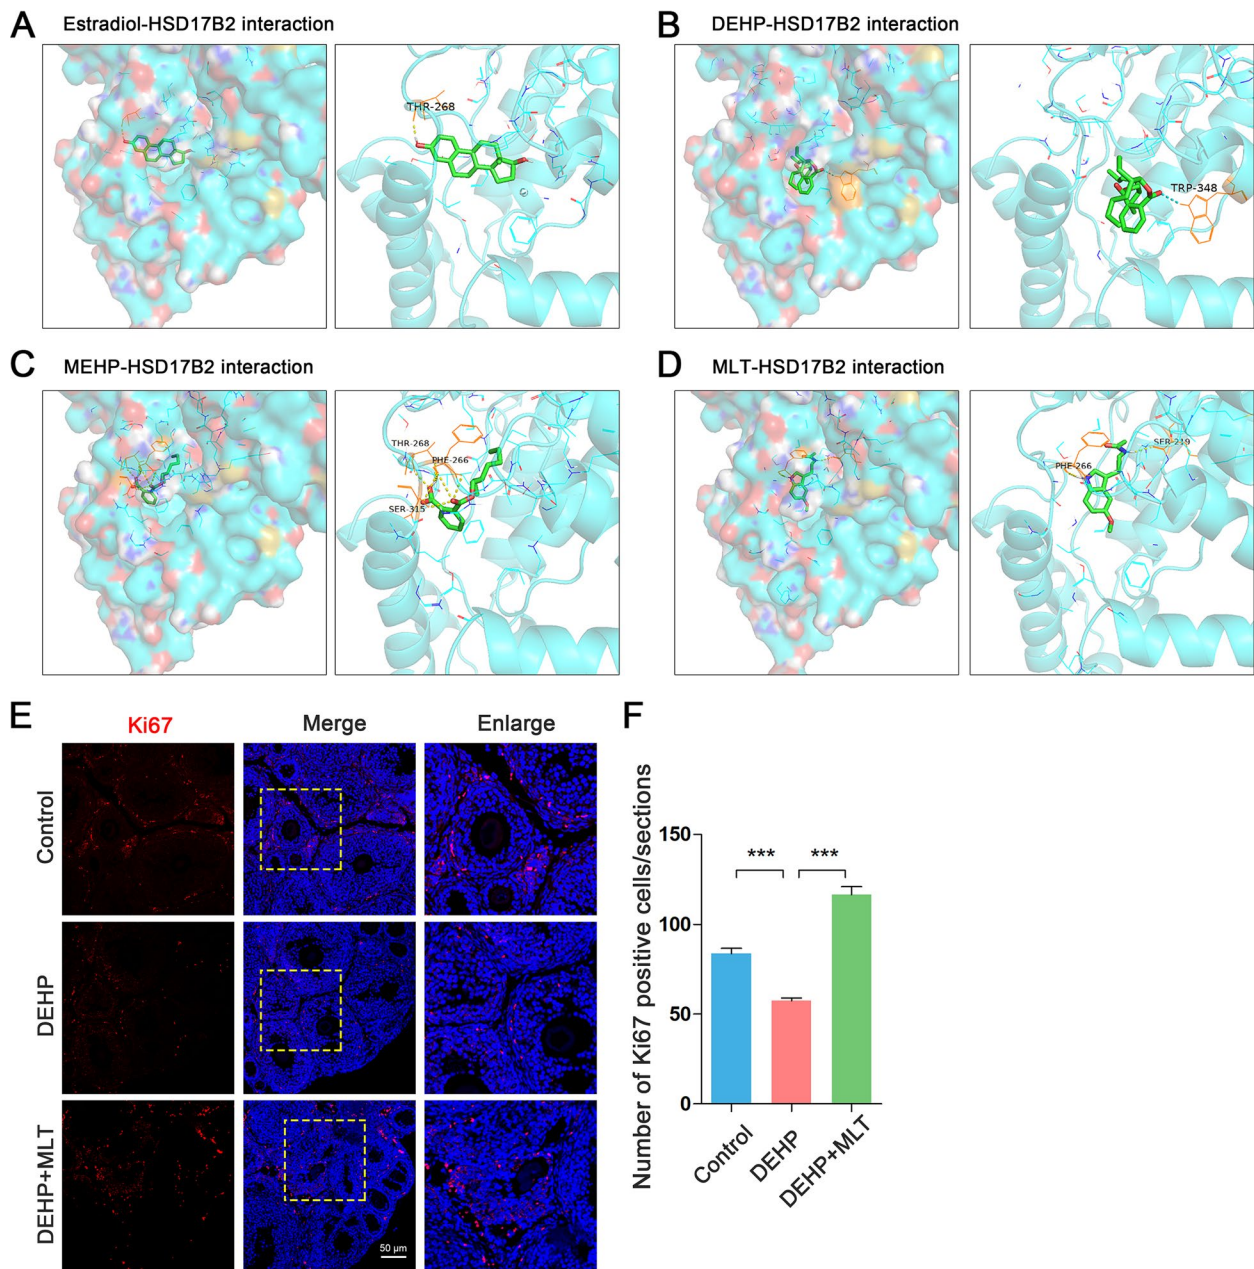 A Estradiol-HSD17B2 interaction
B DEHP-HSD17B2 interaction
THR-268
TRP-348
C MEHP-HSD17B2 interaction
D MLT-HSD17B2 interaction
THR-268
PHE-266
SER-315
SER-219
PHE-266
E Ki67 Merge Enlarge
Control
DEHP
DEHP+MLT
50 µm
F
Number of Ki67 positive cells/sections
150
100
50
0
*** ***
Control
DEHP
DEHP+MLT